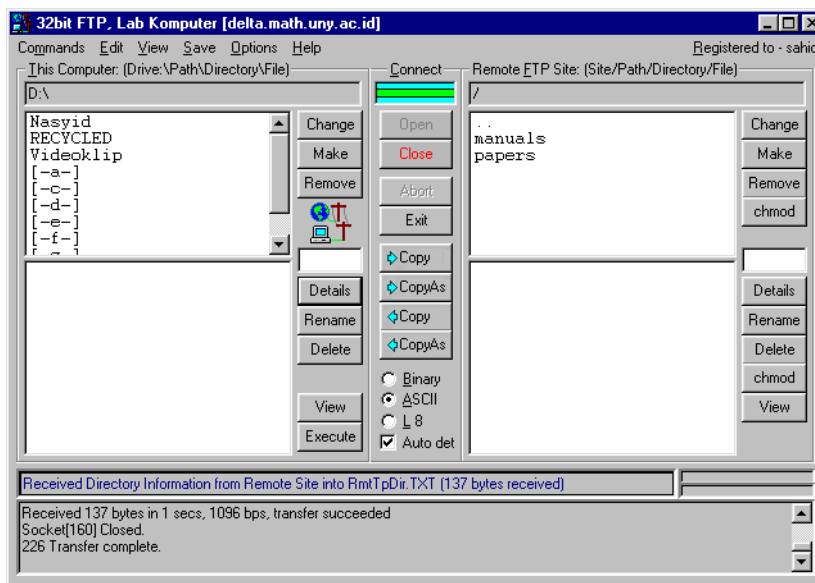 32bit FTP, Lab Komputer [delta.math.uny.ac.id]
Commands Edit View Save Options Help
Registered to - sahid
This Computer: (Drive:\Path\Directory\File)
D:\
Nasyid
RECYCLED
Videoklip
[-a-]
[-c-]
[-d-]
[-e-]
[-f-]
[-g-]
Change
Make
Remove
Details
Rename
Delete
View
Execute
Connect
Open
Close
Abort
Exit
Copy
CopyAs
Copy
CopyAs
Binary
ASCII
L 8
Auto det
Remote FTP Site: (Site/Path/Directory/File)
/
..
manuals
papers
Change
Make
Remove
chmod
Details
Rename
Delete
chmod
View
Received Directory Information from Remote Site into RmtTpDir.TXT (137 bytes received)
Received 137 bytes in 1 secs, 1096 bps, transfer succeeded
Socket[160] Closed.
226 Transfer complete.